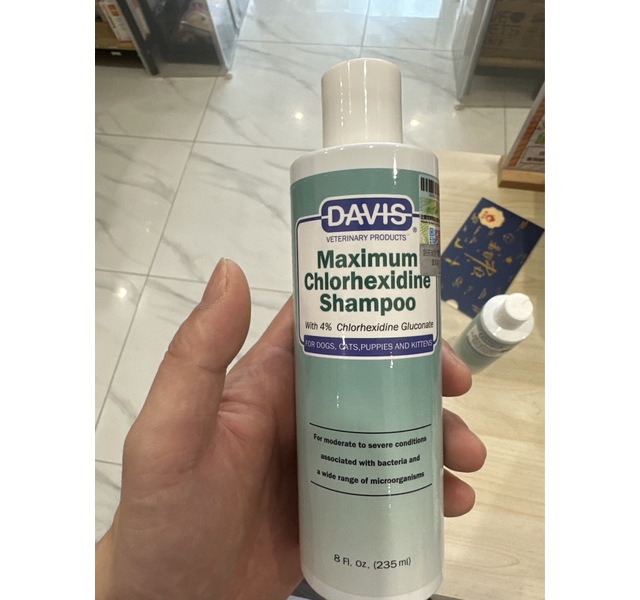 DAVIS
VETERINARY PRODUCTS
Maximum
Chlorhexidine
Shampoo
With 4% Chlorhexidine Gluconate
FOR DOGS, CATS,PUPPIES AND KITTENS
For moderate to severe conditions
associated with bacteria and
a wide range of microorganisms
8 Fl. Oz. (235 ml)